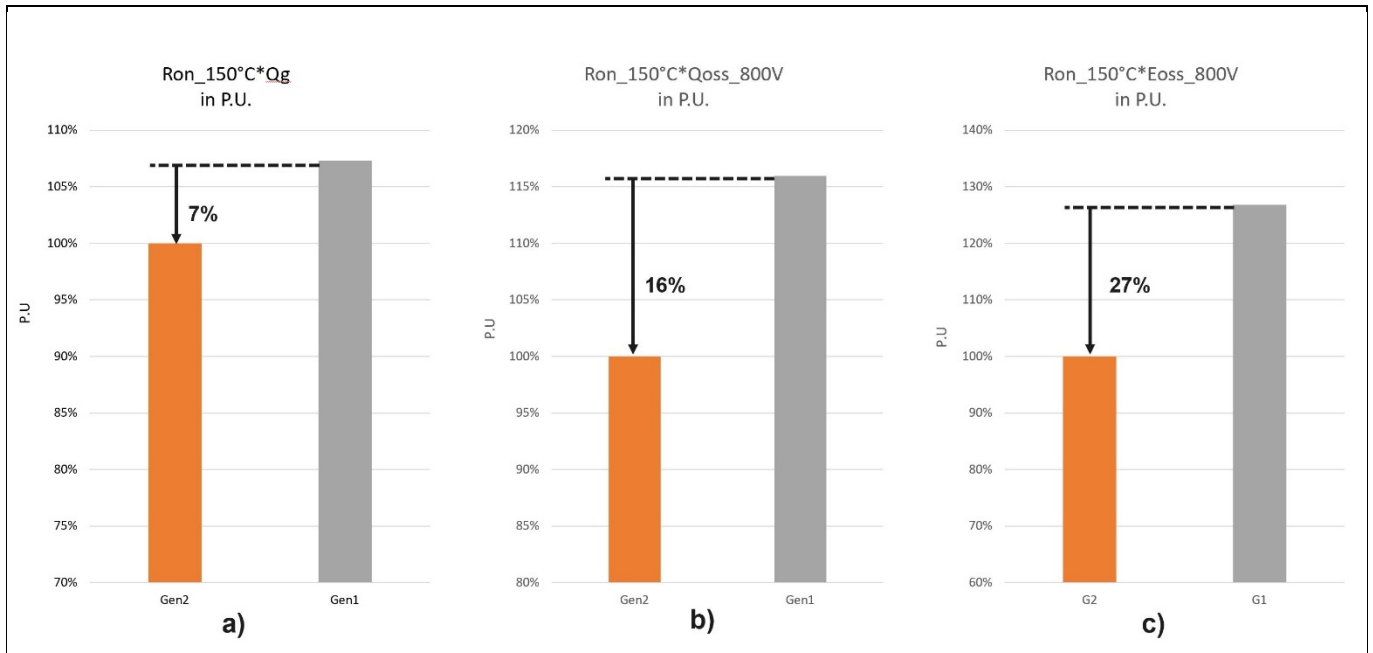 Ron_150°C*Qg
in P.U.
110%
105%
100%
95%
90%
85%
80%
75%
70%
P.U
7%
Gen2
Gen1
a)
Ron_150°C*Qoss_800V
in P.U.
120%
115%
110%
105%
100%
95%
90%
85%
80%
P.U
16%
Gen2
Gen1
b)
Ron_150°C*Eoss_800V
in P.U.
140%
130%
120%
110%
100%
90%
80%
70%
60%
P.U
27%
G2
G1
c)